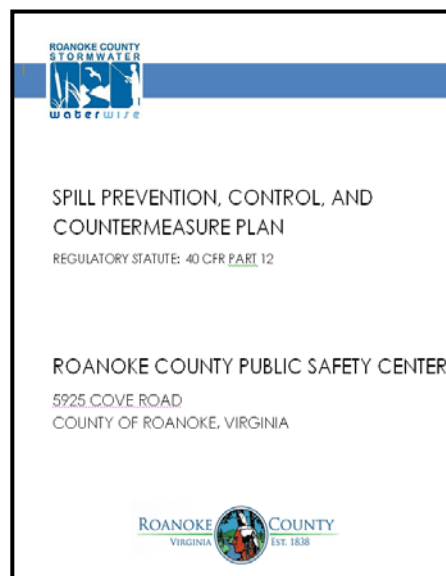 ROANOKE COUNTY
STORMWATER
waterwise
SPILL PREVENTION, CONTROL, AND
COUNTERMEASURE PLAN
REGULATORY STATUTE: 40 CFR PART 12
ROANOKE COUNTY PUBLIC SAFETY CENTER
5925 COVE ROAD
COUNTY OF ROANOKE, VIRGINIA
ROANOKE COUNTY
VIRGINIA EST. 1838